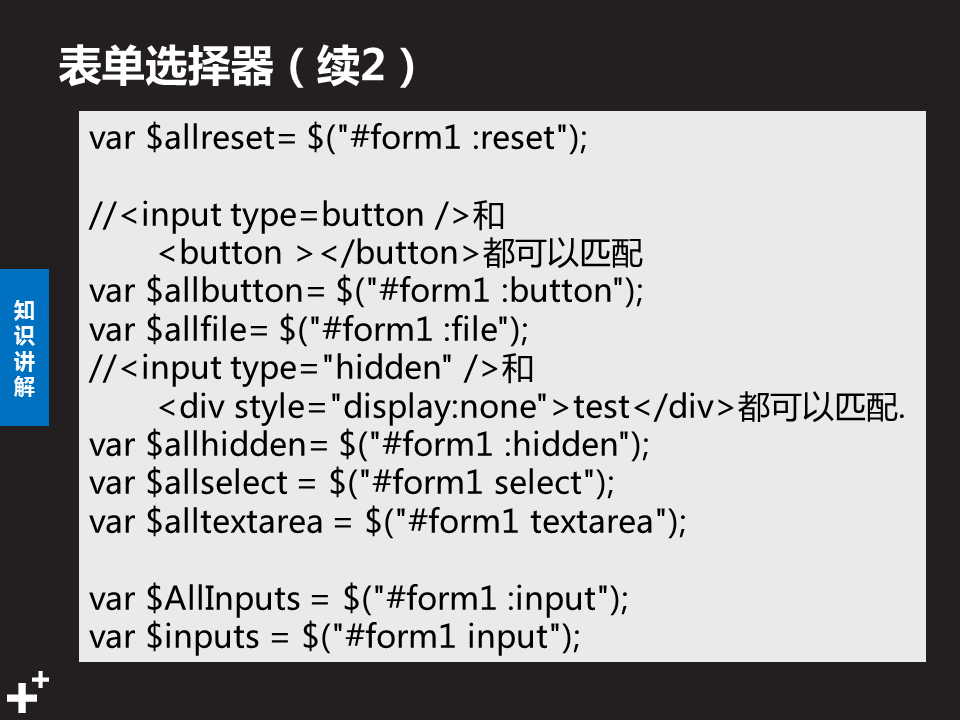 表单选择器（续2）
var $allreset= $("#form1 :reset");
//<input type=button />和
<button ></button>都可以匹配
var $allbutton= $("#form1 :button");
var $allfile= $("#form1 :file");
//<input type="hidden" />和
<div style="display:none">test</div>都可以匹配.
var $allhidden= $("#form1 :hidden");
var $allselect = $("#form1 select");
var $alltextarea = $("#form1 textarea");
var $AllInputs = $("#form1 :input");
var $inputs = $("#form1 input");
知
识
讲
解